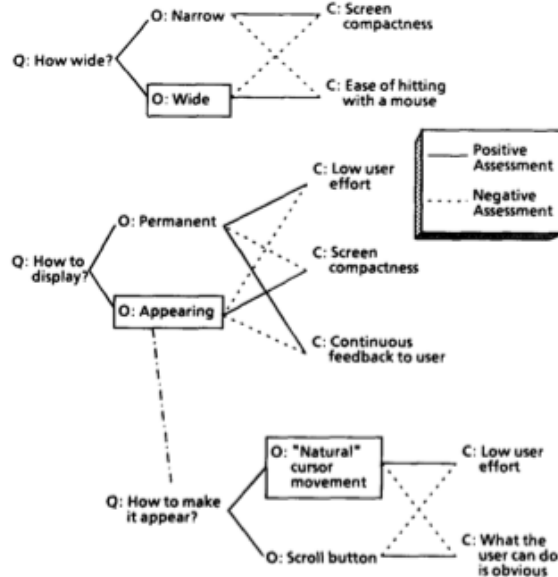 O: Narrow
C: Screen
compactness
Q: How wide?
O: Wide
C: Ease of hitting
with a mouse
Positive
Assessment
Negative
Assessment
C: Low user
effort
O: Permanent
Q: How to
display?
C: Screen
compactness
O: Appearing
C: Continuous
feedback to user
O: "Natural"
cursor
movement
C: Low user
effort
Q: How to make
it appear?
O: Scroll button
C: What the
user can do
is obvious